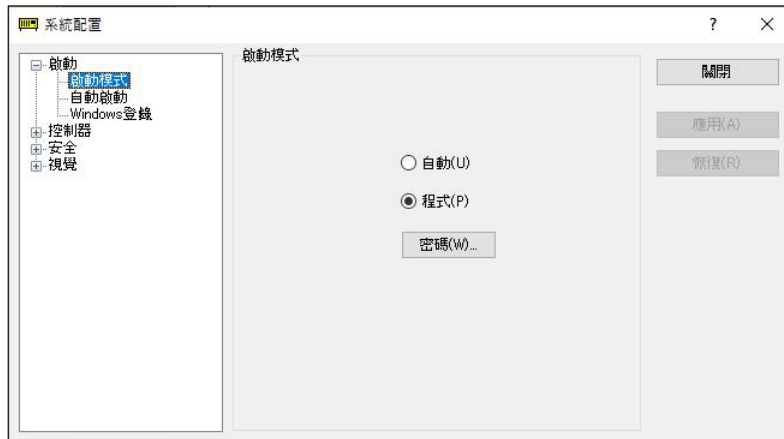 系統配置
?
啟動
啟動模式
自動啟動
Windows登錄
控制器
安全
視覺
啟動模式
自動(U)
程式(P)
密碼(W)...
關閉
應用(A)
恢復(R)